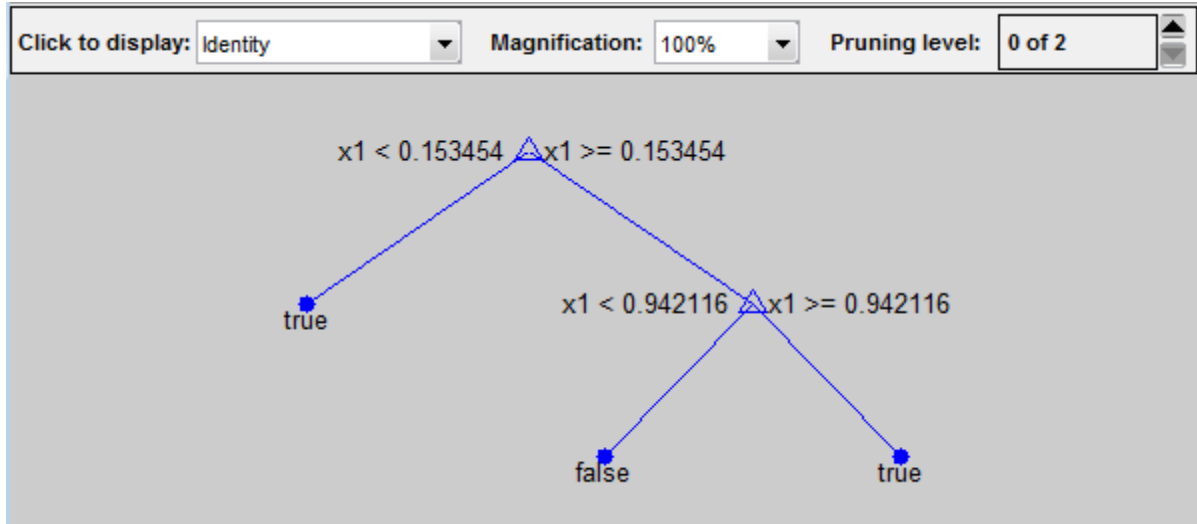 Click to display: Identity Magnification: 100% Pruning level: 0 of 2
x1 < 0.153454 x1 >= 0.153454
true
x1 < 0.942116 x1 >= 0.942116
false
true